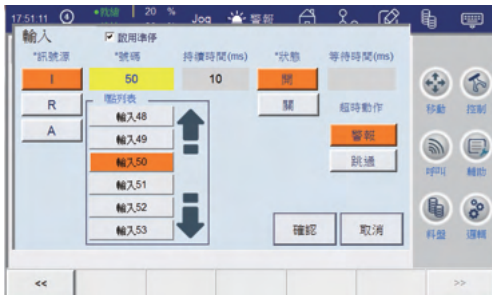 17:51:11 20 % Jog 警報
輸入 啟用準停
*訊號源 *號碼 持續時間(ms) *狀態 等待時間(ms)
I 50 10 開
R 點列表 關 超時動作
A 輸入48
輸入49 警報
輸入50 跳過
輸入51
輸入52
輸入53 確認 取消
移動 控制
呼叫 輔助
料盤 邏輯
<< >>